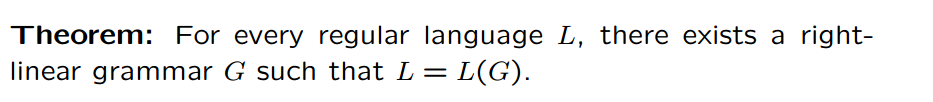 Theorem: For every regular language L, there exists a right-
linear grammar G such that L = L(G).